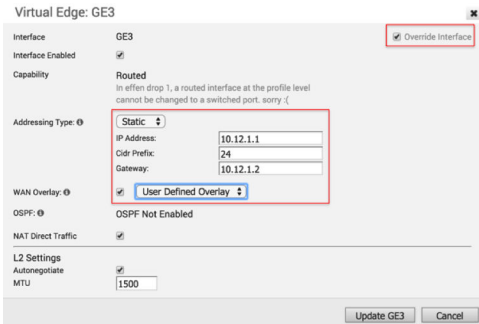 Virtual Edge: GE3
Interface GE3 Override Interface
Interface Enabled
Capability Routed
In effen drop 1, a routed interface at the profile level
cannot be changed to a switched port. sorry :(
Addressing Type: Static
IP Address: 10.12.1.1
Cidr Prefix: 24
Gateway: 10.12.1.2
WAN Overlay: User Defined Overlay
OSPF: OSPF Not Enabled
NAT Direct Traffic
L2 Settings
Autonegotiate
MTU 1500
Update GE3 Cancel